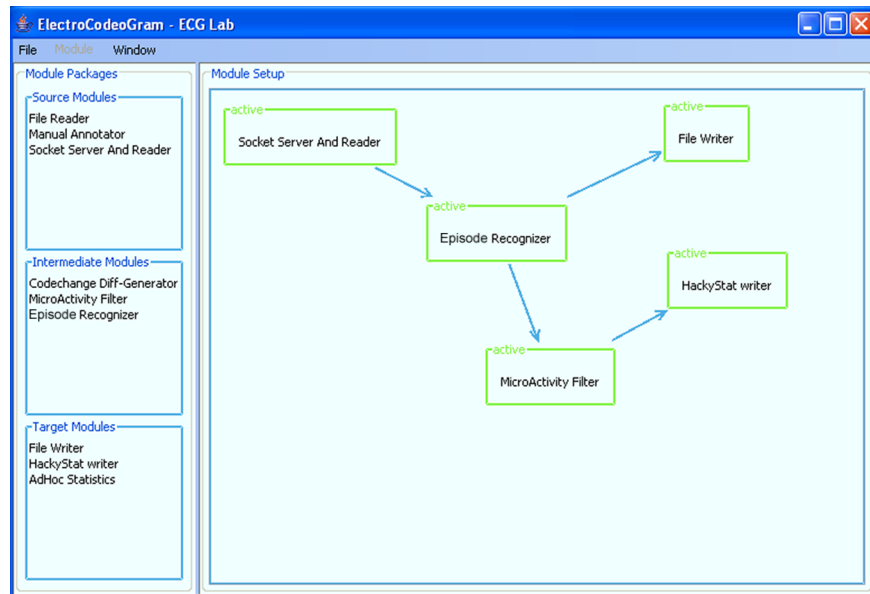 ElectroCodeoGram - ECG Lab
File Module Window
Module Packages
Source Modules
File Reader
Manual Annotator
Socket Server And Reader
Intermediate Modules
Codechange Diff-Generator
MicroActivity Filter
Episode Recognizer
Target Modules
File Writer
HackyStat writer
AdHoc Statistics
Module Setup
active
Socket Server And Reader
active
File Writer
active
Episode Recognizer
active
HackyStat writer
active
MicroActivity Filter